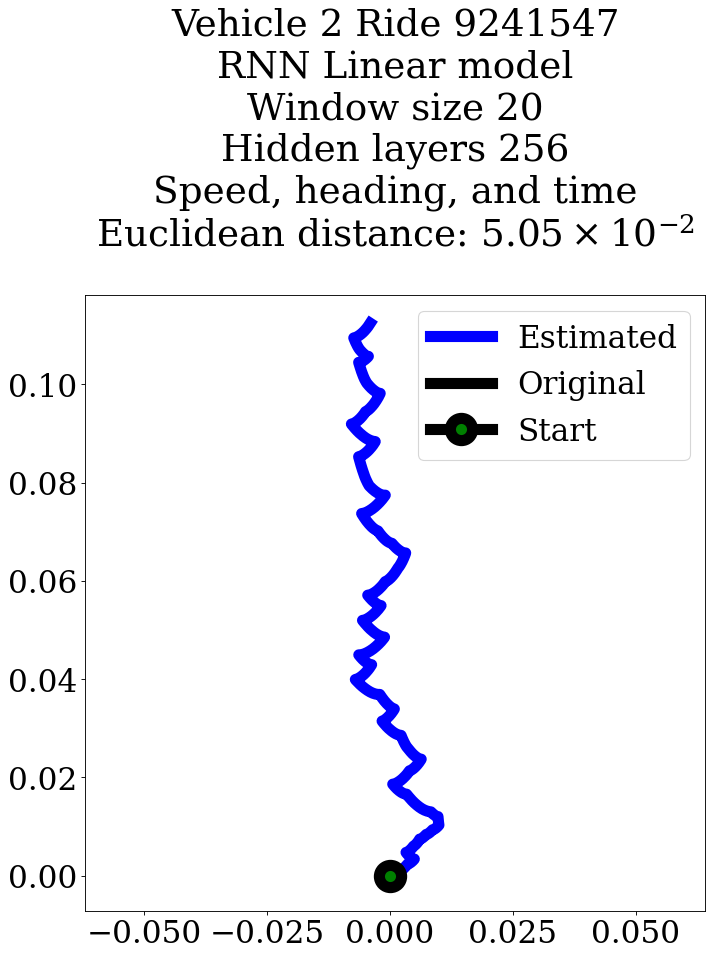 Vehicle 2 Ride 9241547
RNN Linear model
Window size 20
Hidden layers 256
Speed, heading, and time
Euclidean distance: 5.05 × 10⁻²
Estimated
Original
Start
0.10
0.08
0.06
0.04
0.02
0.00
−0.050 −0.025 0.000 0.025 0.050